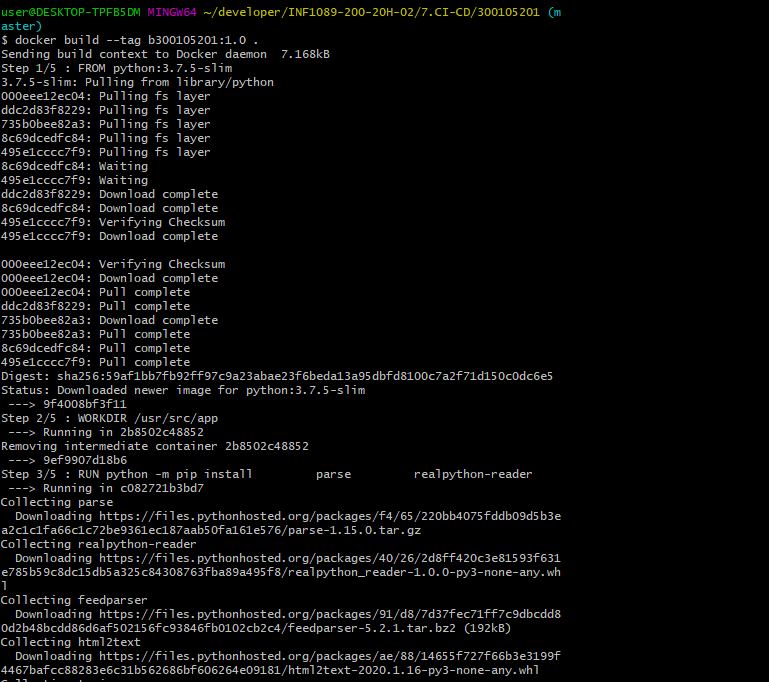 user@DESKTOP-TPFB5DM MINGW64 ~/developer/INF1089-200-20H-02/7.CI-CD/300105201 (m
aster)
$ docker build --tag b300105201:1.0 .
Sending build context to Docker daemon  7.168kB
Step 1/5 : FROM python:3.7.5-slim
3.7.5-slim: Pulling from library/python
000eee12ec04: Pulling fs layer
ddc2d83f8229: Pulling fs layer
735b0bee82a3: Pulling fs layer
8c69dcedfc84: Pulling fs layer
495e1cccc7f9: Pulling fs layer
8c69dcedfc84: Waiting
495e1cccc7f9: Waiting
ddc2d83f8229: Download complete
8c69dcedfc84: Download complete
495e1cccc7f9: Verifying Checksum
495e1cccc7f9: Download complete
000eee12ec04: Verifying Checksum
000eee12ec04: Download complete
000eee12ec04: Pull complete
ddc2d83f8229: Pull complete
735b0bee82a3: Download complete
735b0bee82a3: Pull complete
8c69dcedfc84: Pull complete
495e1cccc7f9: Pull complete
Digest: sha256:59af1bb7fb92ff97c9a23abae23f6beda13a95dbfd8100c7a2f71d150c0dc6e5
Status: Downloaded newer image for python:3.7.5-slim
 ---> 9f4008bf3f11
Step 2/5 : WORKDIR /usr/src/app
 ---> Running in 2b8502c48852
Removing intermediate container 2b8502c48852
 ---> 9ef9907d18b6
Step 3/5 : RUN python -m pip install         parse         realpython-reader
 ---> Running in c082721b3bd7
Collecting parse
  Downloading https://files.pythonhosted.org/packages/f4/65/220bb4075fddb09d5b3e
a2c1c1fa66c1c72be9361ec187aab50fa161e576/parse-1.15.0.tar.gz
Collecting realpython-reader
  Downloading https://files.pythonhosted.org/packages/40/26/2d8ff420c3e81593f631
e785b59c8dc15db5a325c84308763fba89a495f8/realpython_reader-1.0.0-py3-none-any.wh
l
Collecting feedparser
  Downloading https://files.pythonhosted.org/packages/91/d8/7d37fec71ff7c9dbcdd8
0d2b48bcdd86d6af502156fc93846fb0102cb2c4/feedparser-5.2.1.tar.bz2 (192kB)
Collecting html2text
  Downloading https://files.pythonhosted.org/packages/ae/88/14655f727f66b3e3199f
4467bafcc88283e6c31b562686bf606264e09181/html2text-2020.1.16-py3-none-any.whl